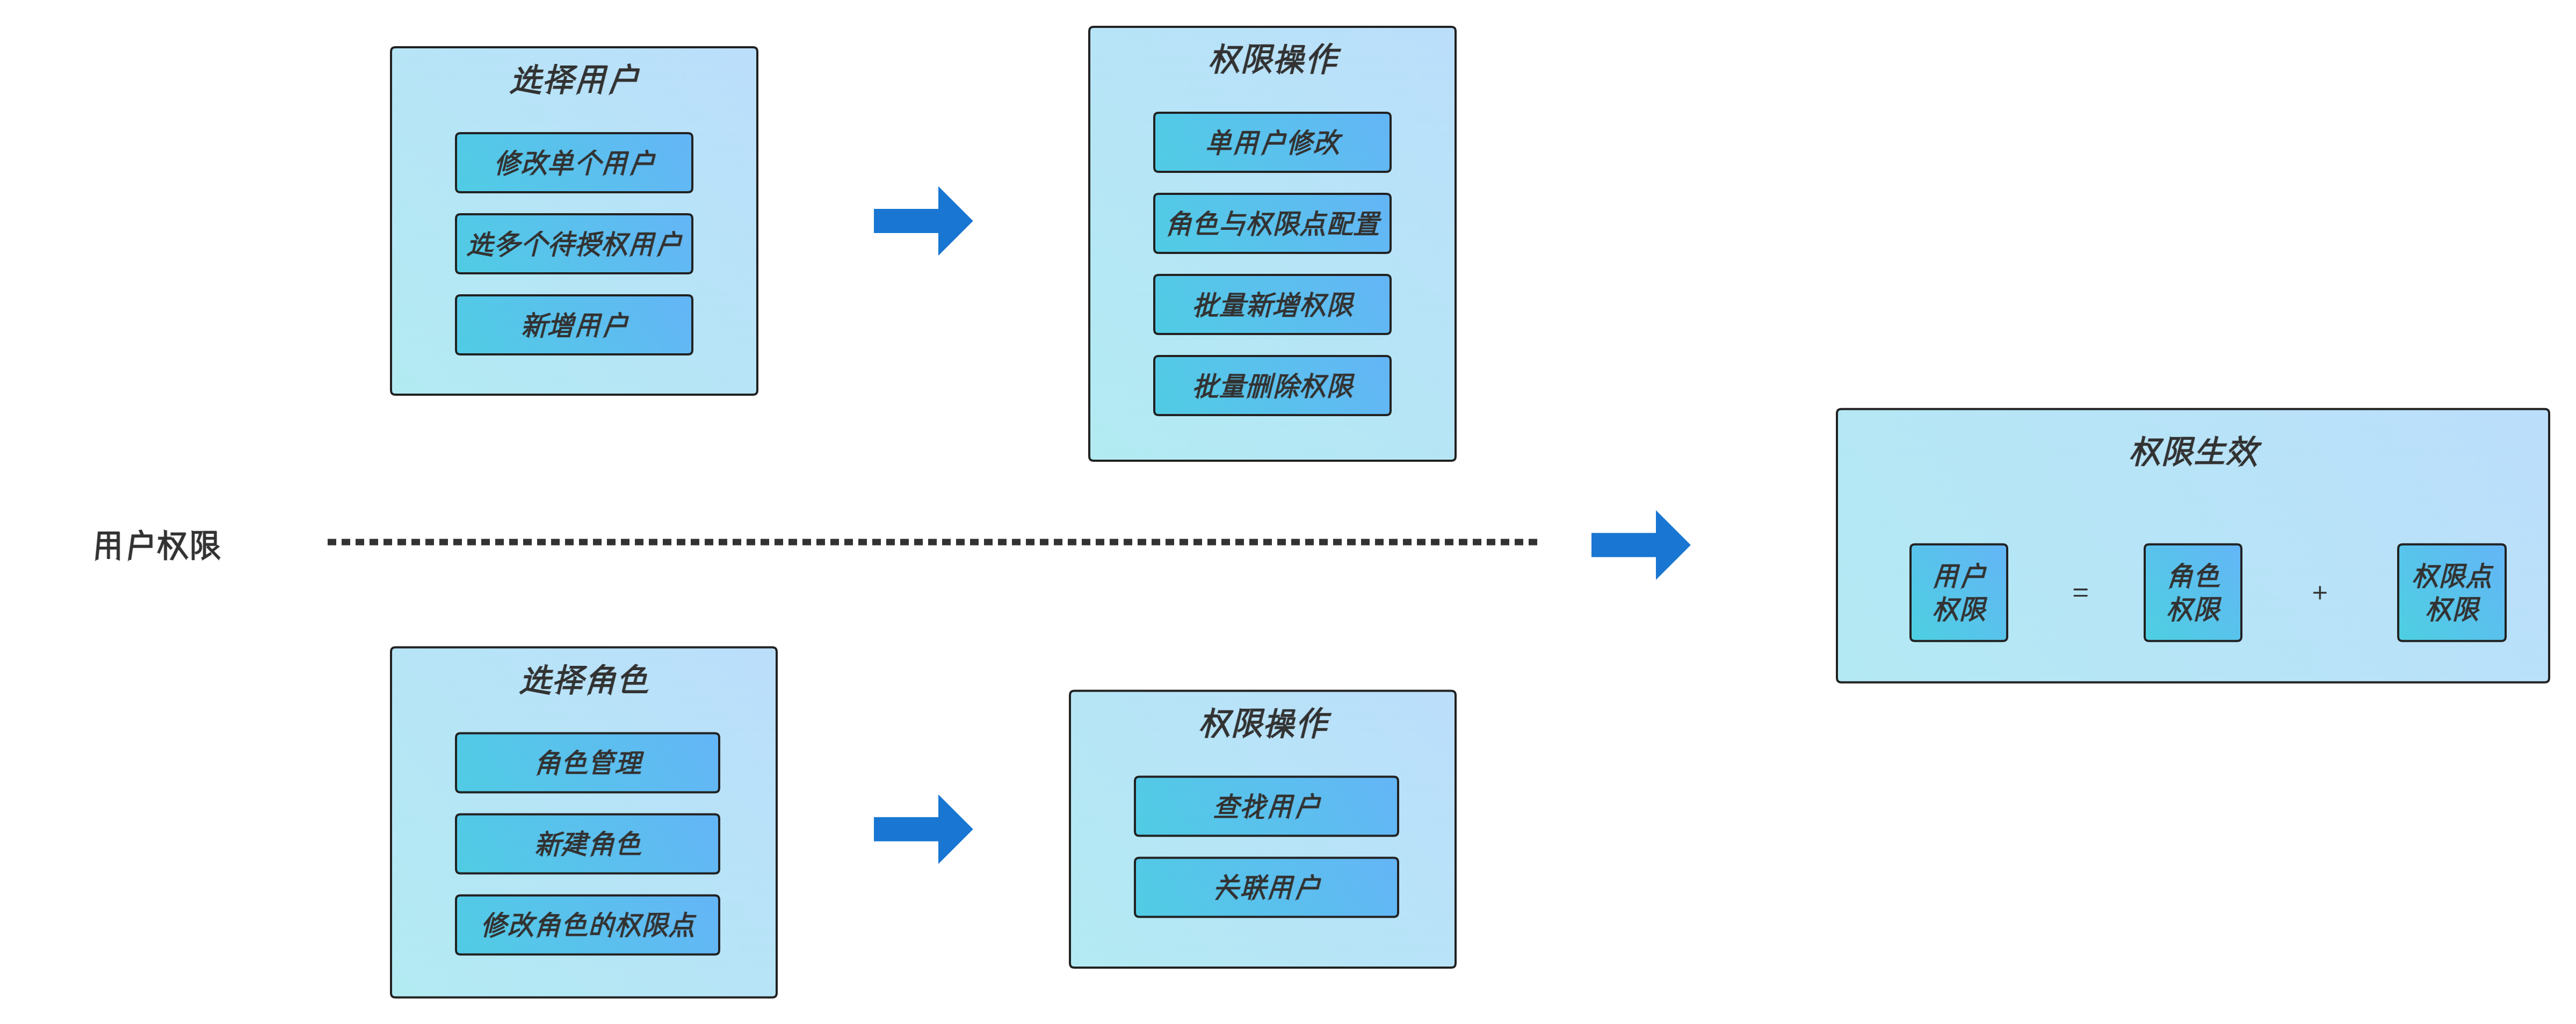 选择用户
修改单个用户
选多个待授权用户
新增用户
权限操作
单用户修改
角色与权限点配置
批量新增权限
批量删除权限
用户权限
选择角色
角色管理
新建角色
修改角色的权限点
权限操作
查找用户
关联用户
权限生效
用户
权限
=
角色
权限
+
权限点
权限